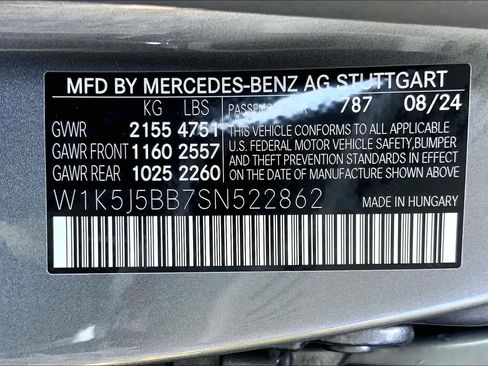 MFD BY MERCEDES-BENZ AG STUTTGART
KG LBS 787 08/24
GVWR 2155 4751
GAWR FRONT 1160 2557
GAWR REAR 1025 2260
THIS VEHICLE CONFORMS TO ALL APPLICABLE
U.S. FEDERAL MOTOR VEHICLE SAFETY,BUMPER
AND THEFT PREVENTION STANDARDS IN EFFECT
ON THE DATE OF MANUFACTURE SHOWN ABOVE.
W1K5J5BB7SN522862 MADE IN HUNGARY